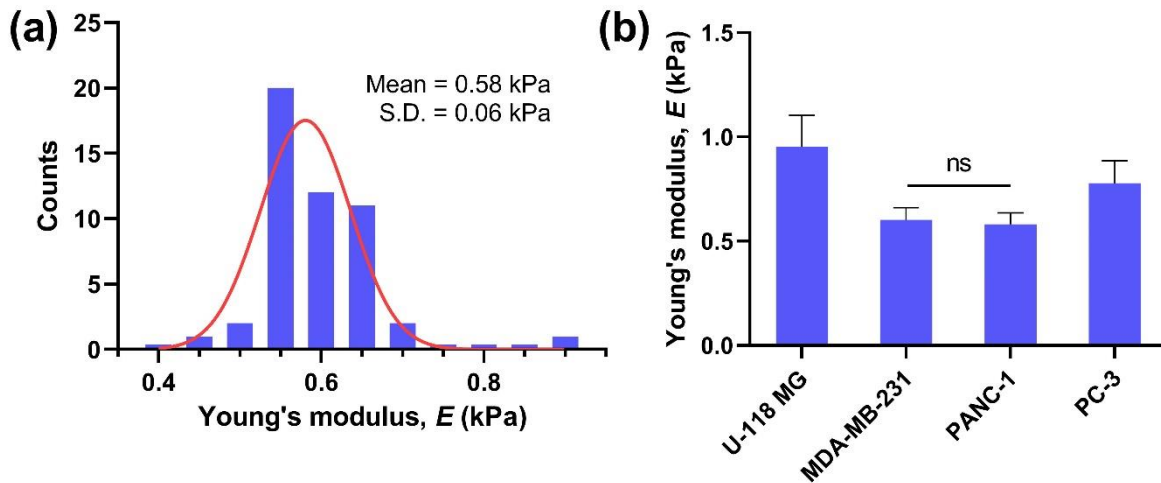 (a)
25
20
15
10
5
0
Counts
Mean = 0.58 kPa
S.D. = 0.06 kPa
0.4 0.6 0.8
Young's modulus, E (kPa)
(b)
1.5
1.0
0.5
0.0
Young's modulus, E (kPa)
ns
U-118 MG
MDA-MB-231
PANC-1
PC-3